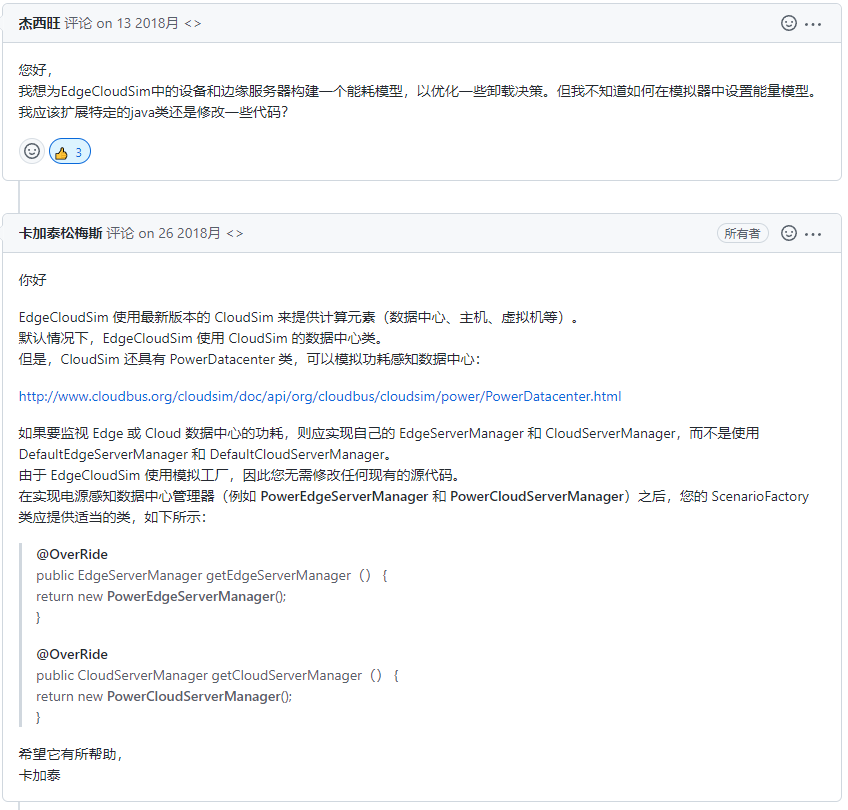 杰西旺 评论 on 13 2018月 <>
您好，
我想为EdgeCloudSim中的设备和边缘服务器构建一个能耗模型，以优化一些卸载决策。但我不知道如何在模拟器中设置能量模型。
我应该扩展特定的java类还是修改一些代码？
3
卡加泰松梅斯 评论 on 26 2018月 <>
所有者
你好
EdgeCloudSim 使用最新版本的 CloudSim 来提供计算元素（数据中心、主机、虚拟机等）。
默认情况下，EdgeCloudSim 使用 CloudSim 的数据中心类。
但是，CloudSim 还具有 PowerDatacenter 类，可以模拟功耗感知数据中心：
http://www.cloudbus.org/cloudsim/doc/api/org/cloudbus/cloudsim/power/PowerDatacenter.html
如果要监视 Edge 或 Cloud 数据中心的功耗，则应实现自己的 EdgeServerManager 和 CloudServerManager，而不是使用
DefaultEdgeServerManager 和 DefaultCloudServerManager。
由于 EdgeCloudSim 使用模拟工厂，因此您无需修改任何现有的源代码。
在实现电源感知数据中心管理器（例如 PowerEdgeServerManager 和 PowerCloudServerManager）之后，您的 ScenarioFactory
类应提供适当的类，如下所示：
@OverRide
public EdgeServerManager getEdgeServerManager（） {
return new PowerEdgeServerManager();
}
@OverRide
public CloudServerManager getCloudServerManager（） {
return new PowerCloudServerManager();
}
希望它有所帮助，
卡加泰